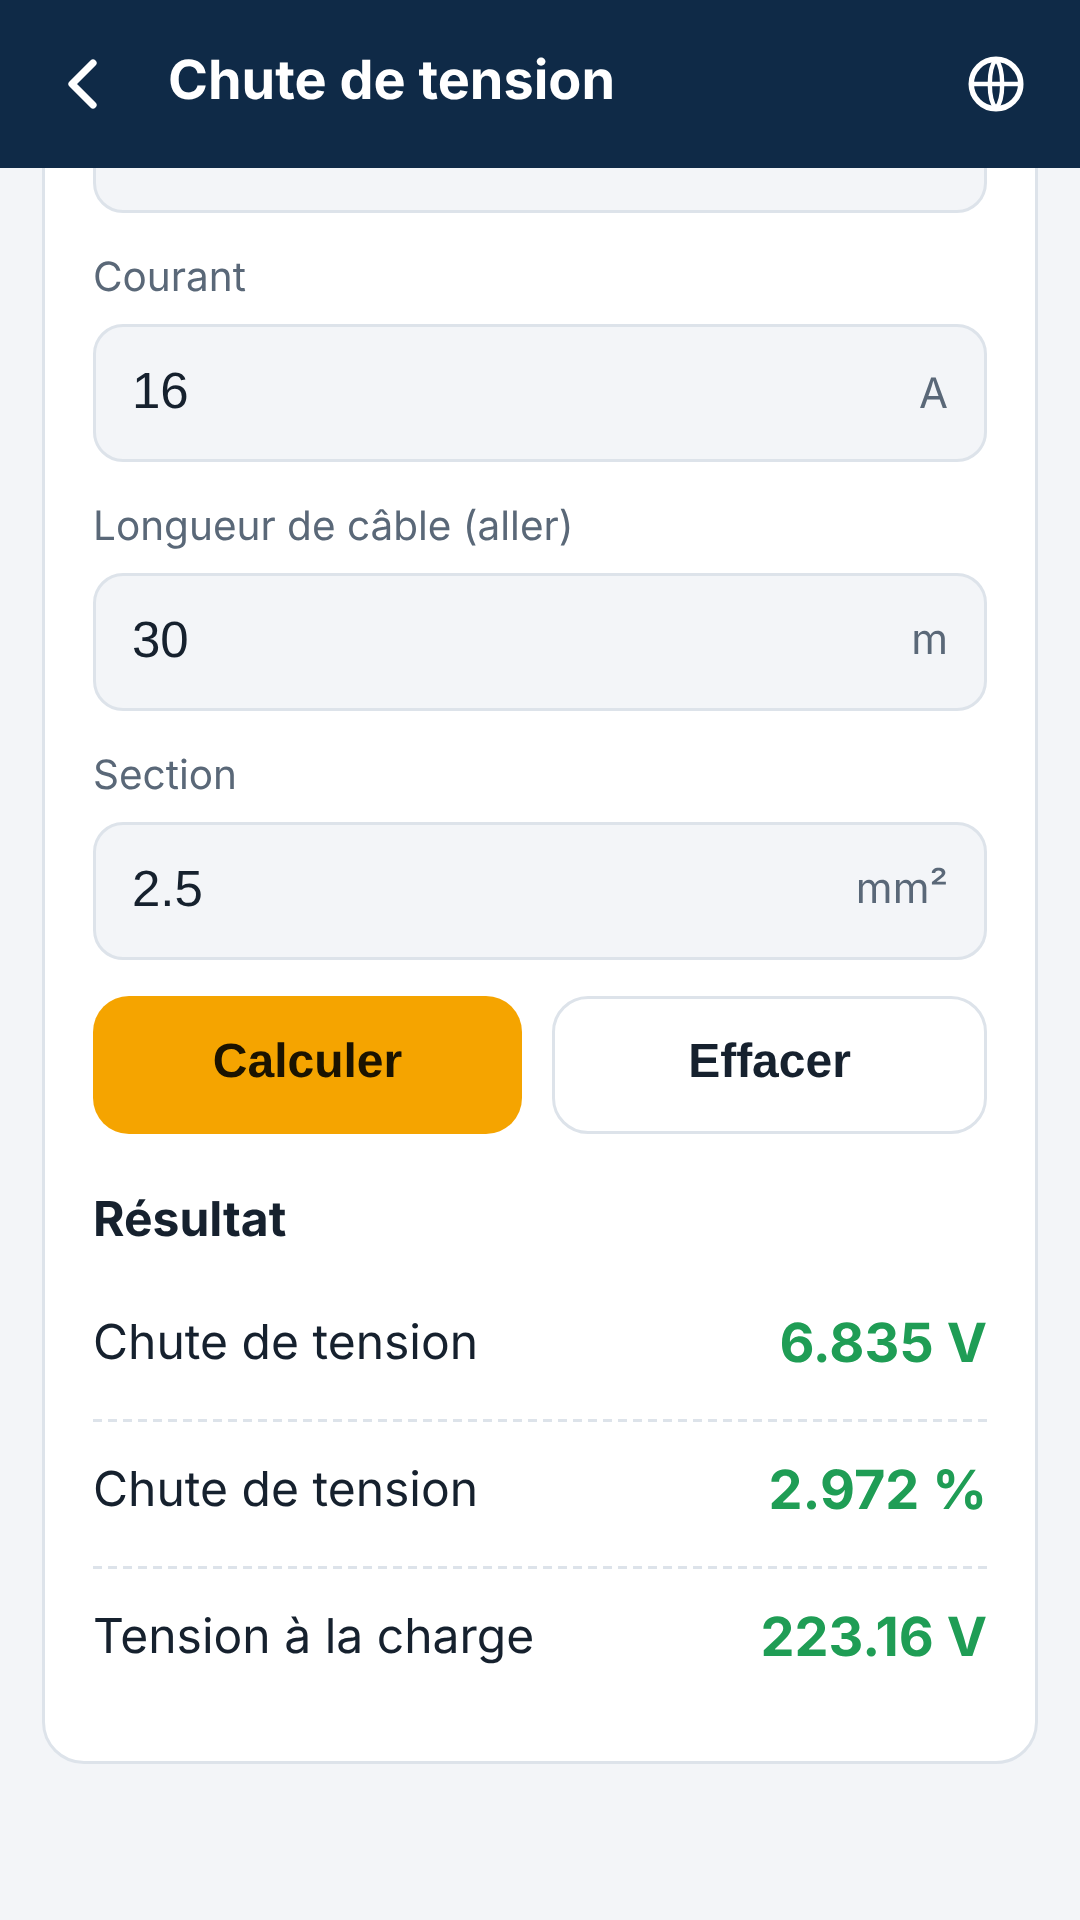 Chute de tension
Courant
16 A
Longueur de câble (aller)
30 m
Section
2.5 mm²
Calculer Effacer
Résultat
Chute de tension 6.835 V
Chute de tension 2.972 %
Tension à la charge 223.16 V